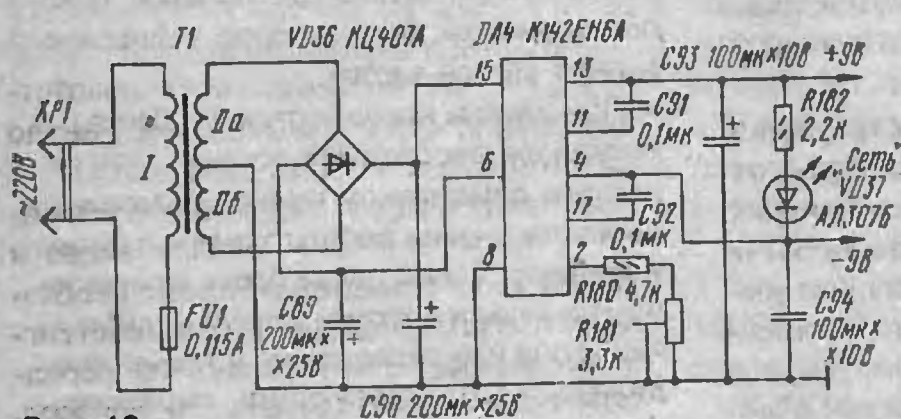 T1
VD36 КЦ407А
DA4 К142ЕН6А
C93 100мк×10В
+9В
XP1
≈220В
I
IIа
IIб
FU1
0,115А
C89
200мк×
×25В
C90 200мк×25В
15
6
8
13
11
4
17
7
C91
0,1мк
C92
0,1мк
R180 4,7к
R181
3,3к
R182
2,2к
"Сеть"
VD37
АЛ307Б
-9В
C94
100мк×
×10В